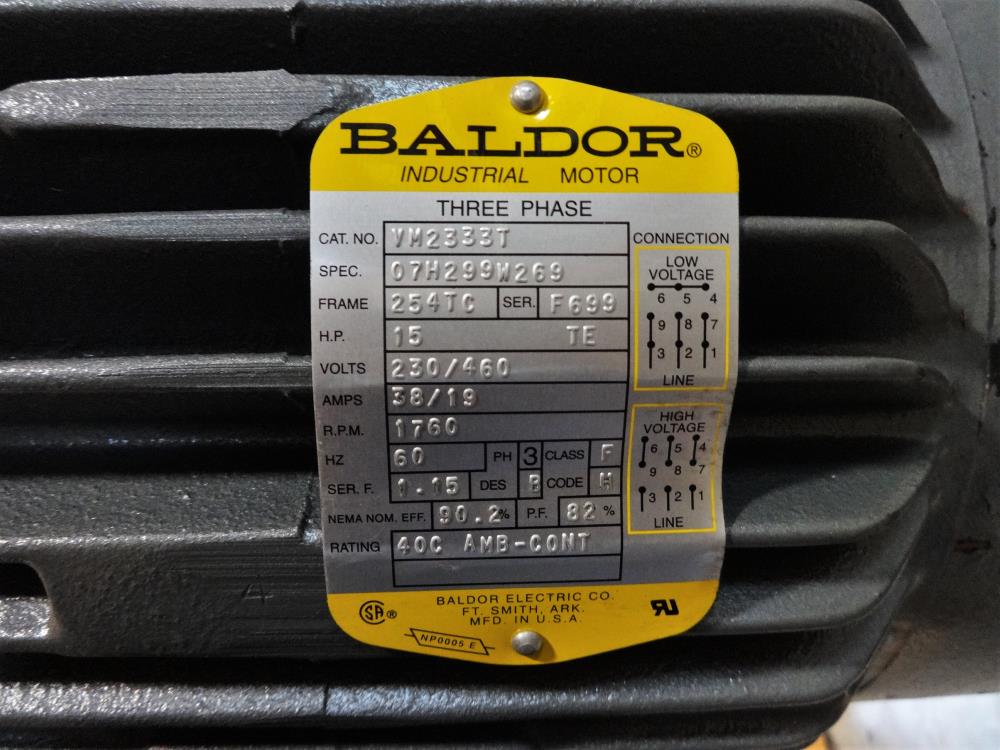 BALDOR®
INDUSTRIAL MOTOR
THREE PHASE
CAT. NO. VM2333T
SPEC. 07H299W269
FRAME 254TC SER. F699
H.P. 15 TE
VOLTS 230/460
AMPS 38/19
R.P.M. 1760
HZ 60 PH 3 CLASS F
SER. F. 1.15 DES B CODE H
NEMA NOM. EFF. 90.2% P.F. 82%
RATING 40C AMB-CONT
CONNECTION
LOW
VOLTAGE
6 5 4
9 8 7
3 2 1
LINE
HIGH
VOLTAGE
6 5 4
9 8 7
3 2 1
LINE
BALDOR ELECTRIC CO.
FT. SMITH, ARK.
MFD. IN U.S.A.
SA®
RU
NP0005 E